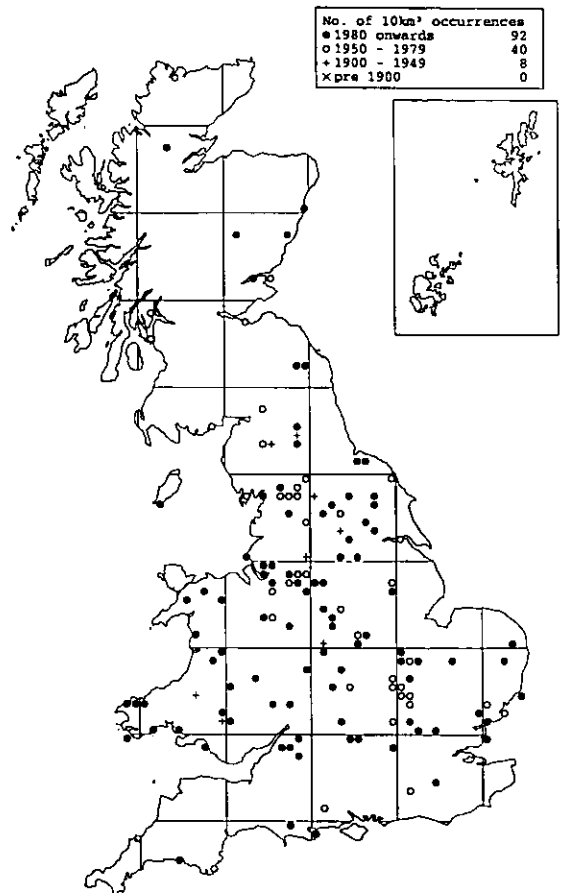 No. of 10km² occurrences
● 1980 onwards 92
○ 1950 - 1979 40
+ 1900 - 1949 8
× pre 1900 0